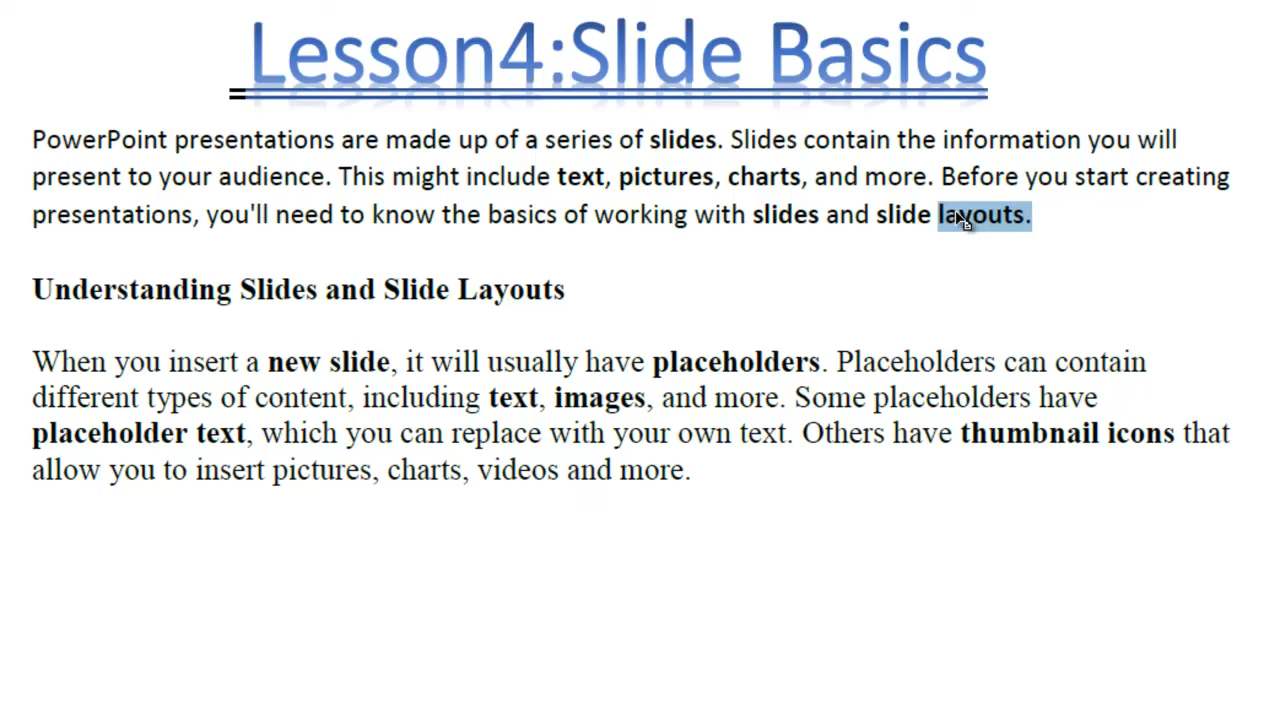 Lesson4:Slide Basics
PowerPoint presentations are made up of a series of slides. Slides contain the information you will
present to your audience. This might include text, pictures, charts, and more. Before you start creating
presentations, you'll need to know the basics of working with slides and slide layouts.
Understanding Slides and Slide Layouts
When you insert a new slide, it will usually have placeholders. Placeholders can contain
different types of content, including text, images, and more. Some placeholders have
placeholder text, which you can replace with your own text. Others have thumbnail icons that
allow you to insert pictures, charts, videos and more.